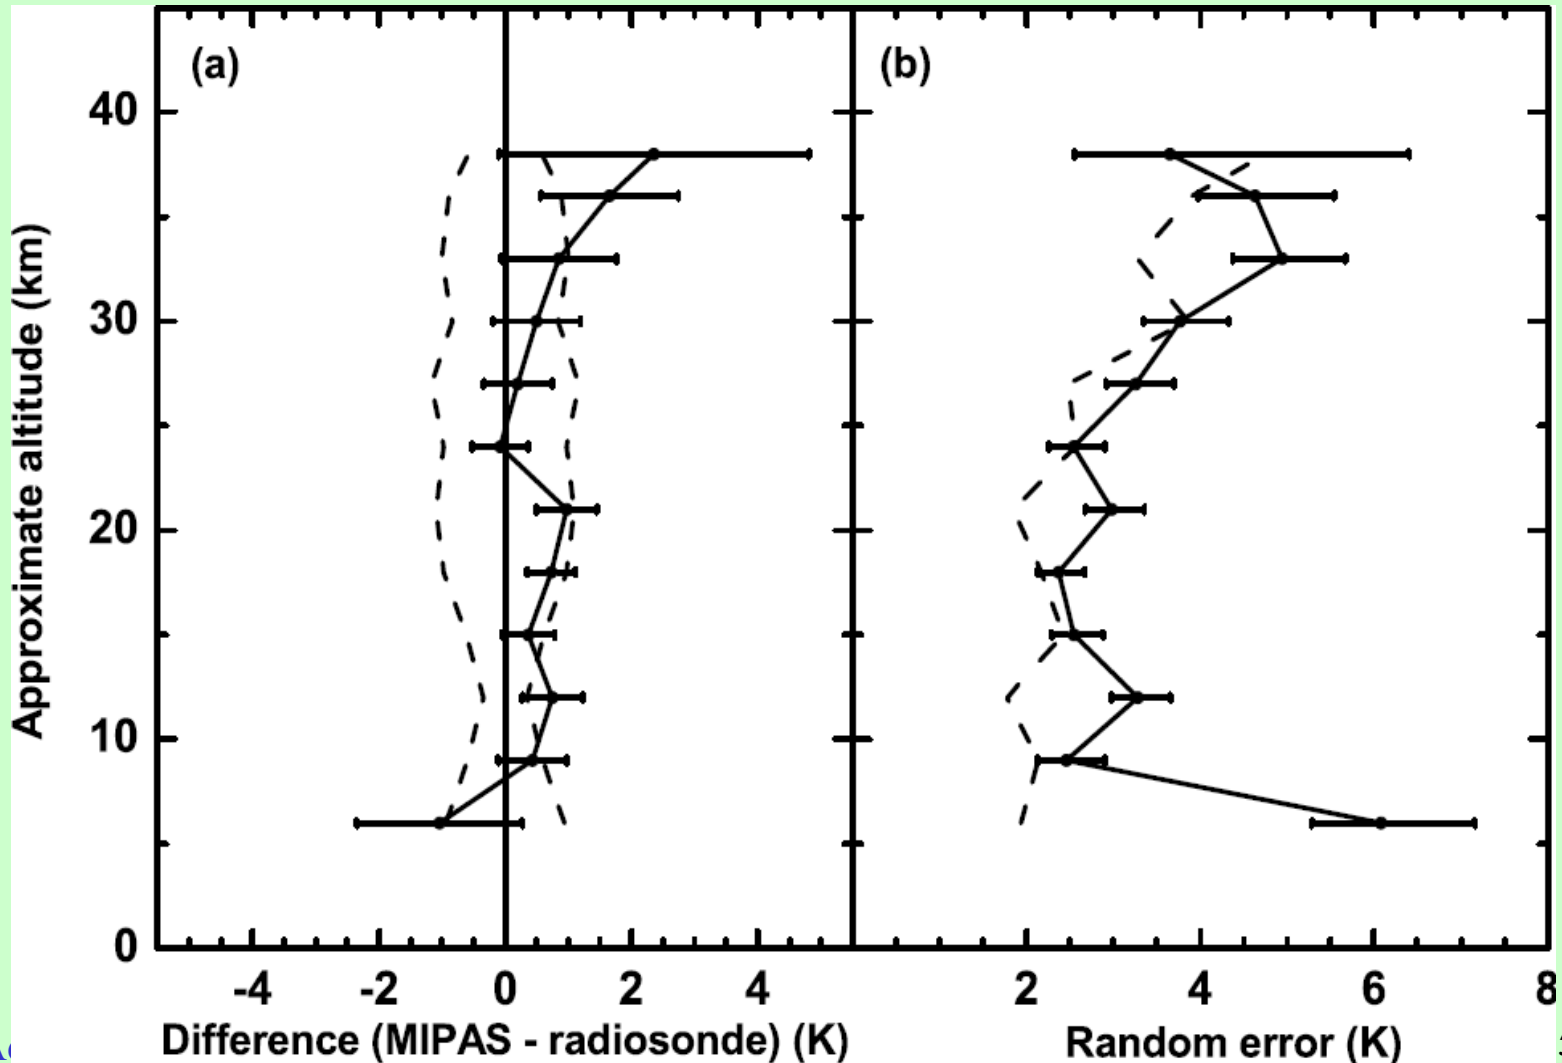 (a)
(b)
Approximate altitude (km)
40
30
20
10
0
-4 -2 0 2 4
2 4 6 8
Difference (MIPAS - radiosonde) (K)
Random error (K)